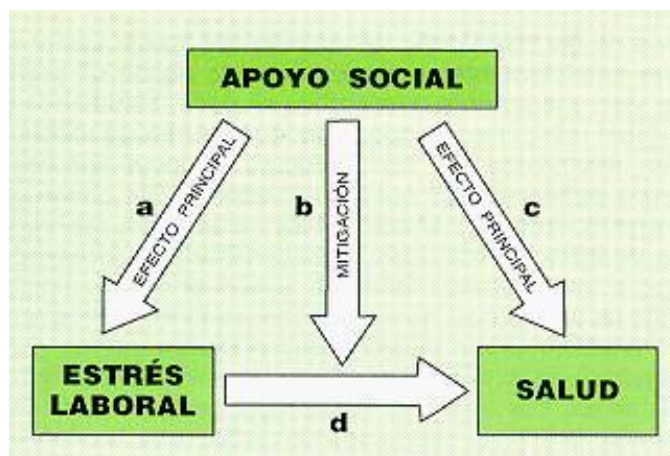 APOYO SOCIAL
a
EFECTO PRINCIPAL
b
MITIGACIÓN
EFECTO PRINCIPAL
c
ESTRÉS
LABORAL
d
SALUD